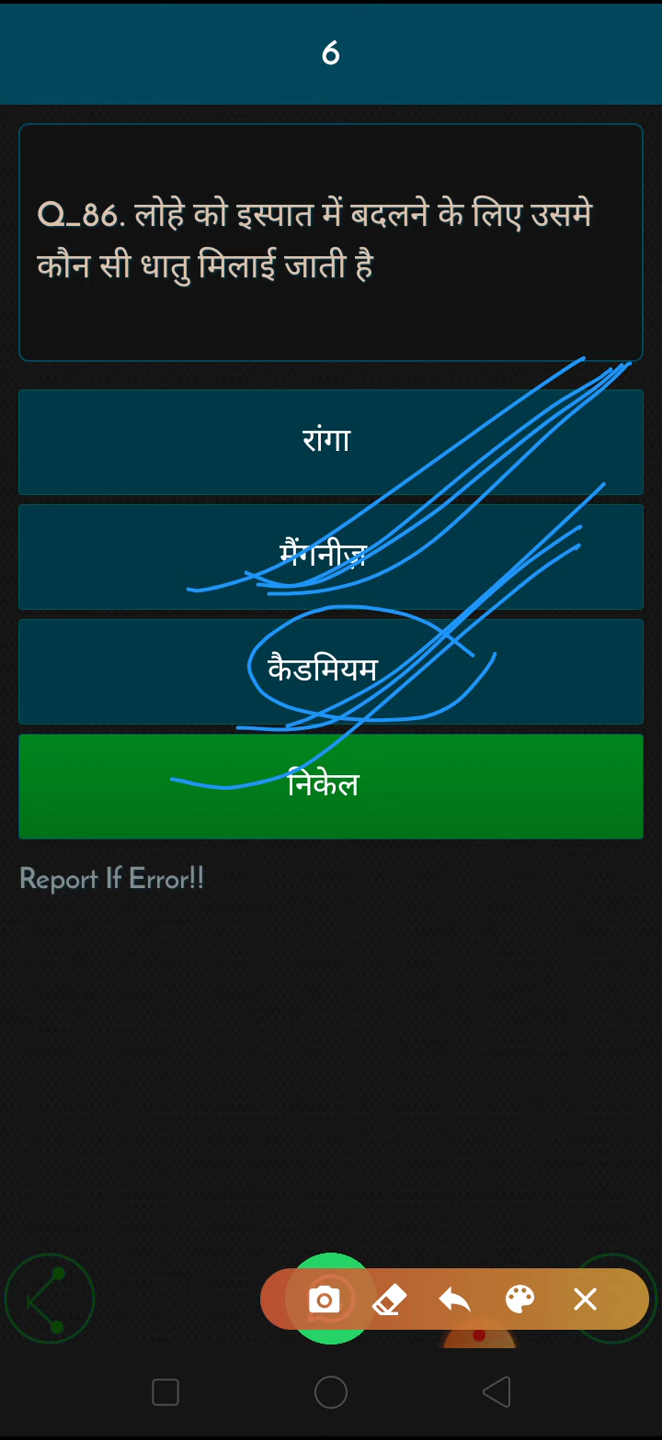 6
Q_86. लोहे को इस्पात में बदलने के लिए उसमे
कौन सी धातु मिलाई जाती है
रांगा
मैंगनीज़
कैडमियम
निकेल
Report If Error!!